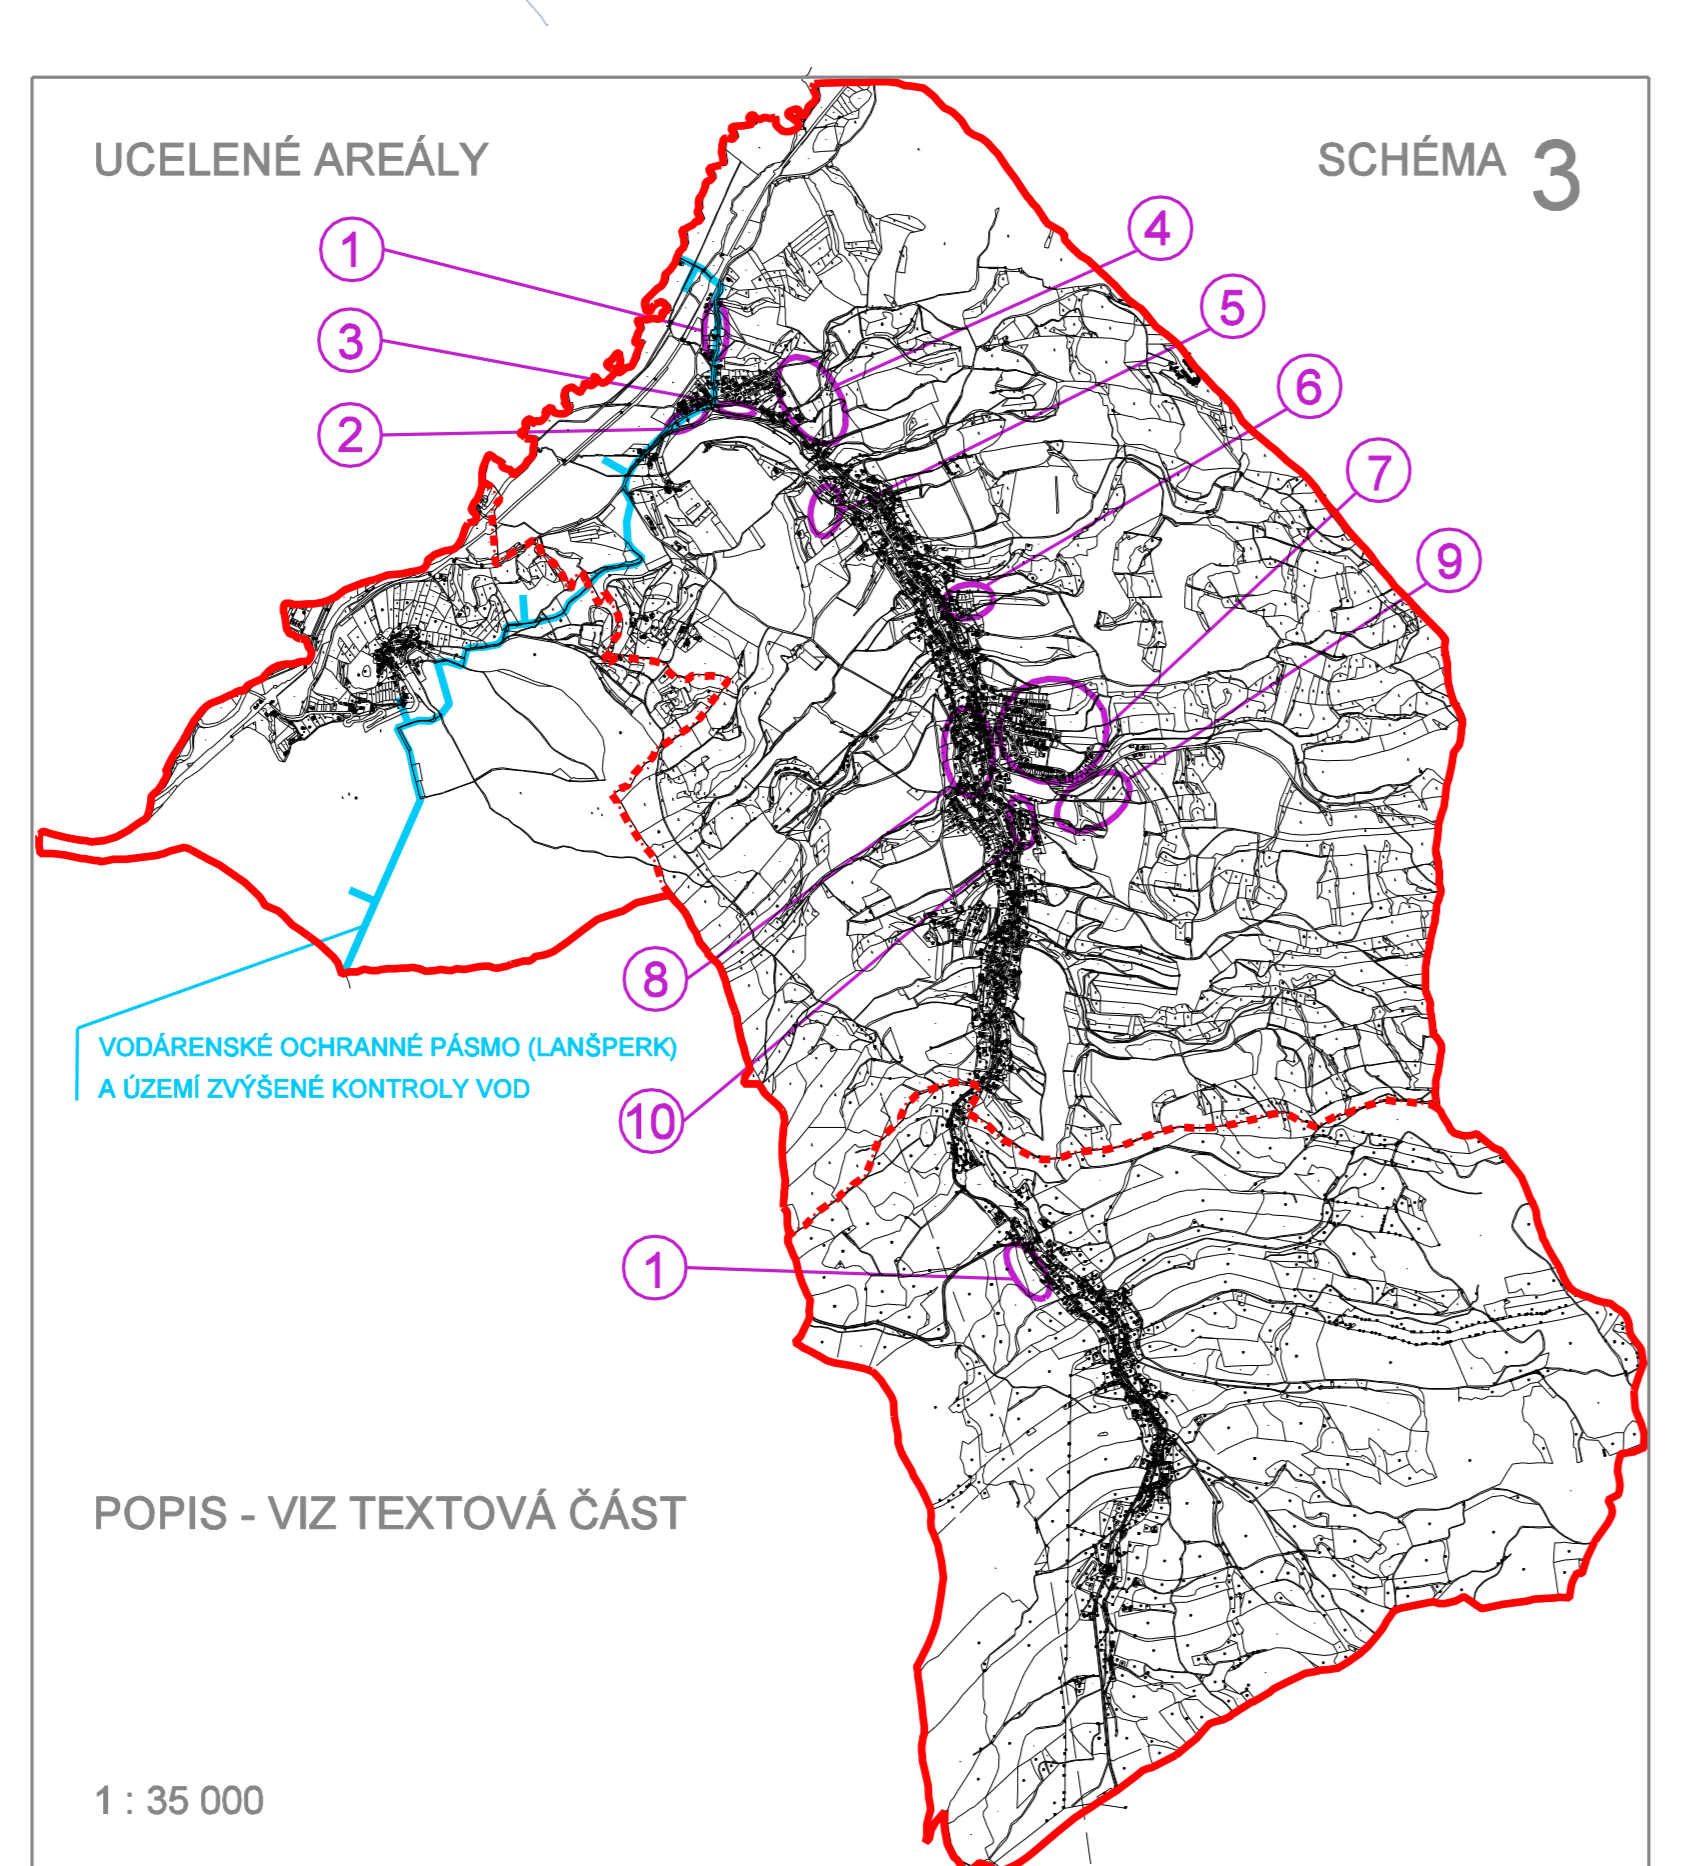 UCELENÉ AREÁLY
SCHÉMA 3
1
4
5
3
6
2
7
9
8
VODÁRENSKÉ OCHRANNÉ PÁSMO (LANŠPERK)
A ÚZEMÍ ZVÝŠENÉ KONTROLY VOD
10
1
POPIS - VIZ TEXTOVÁ ČÁST
1 : 35 000